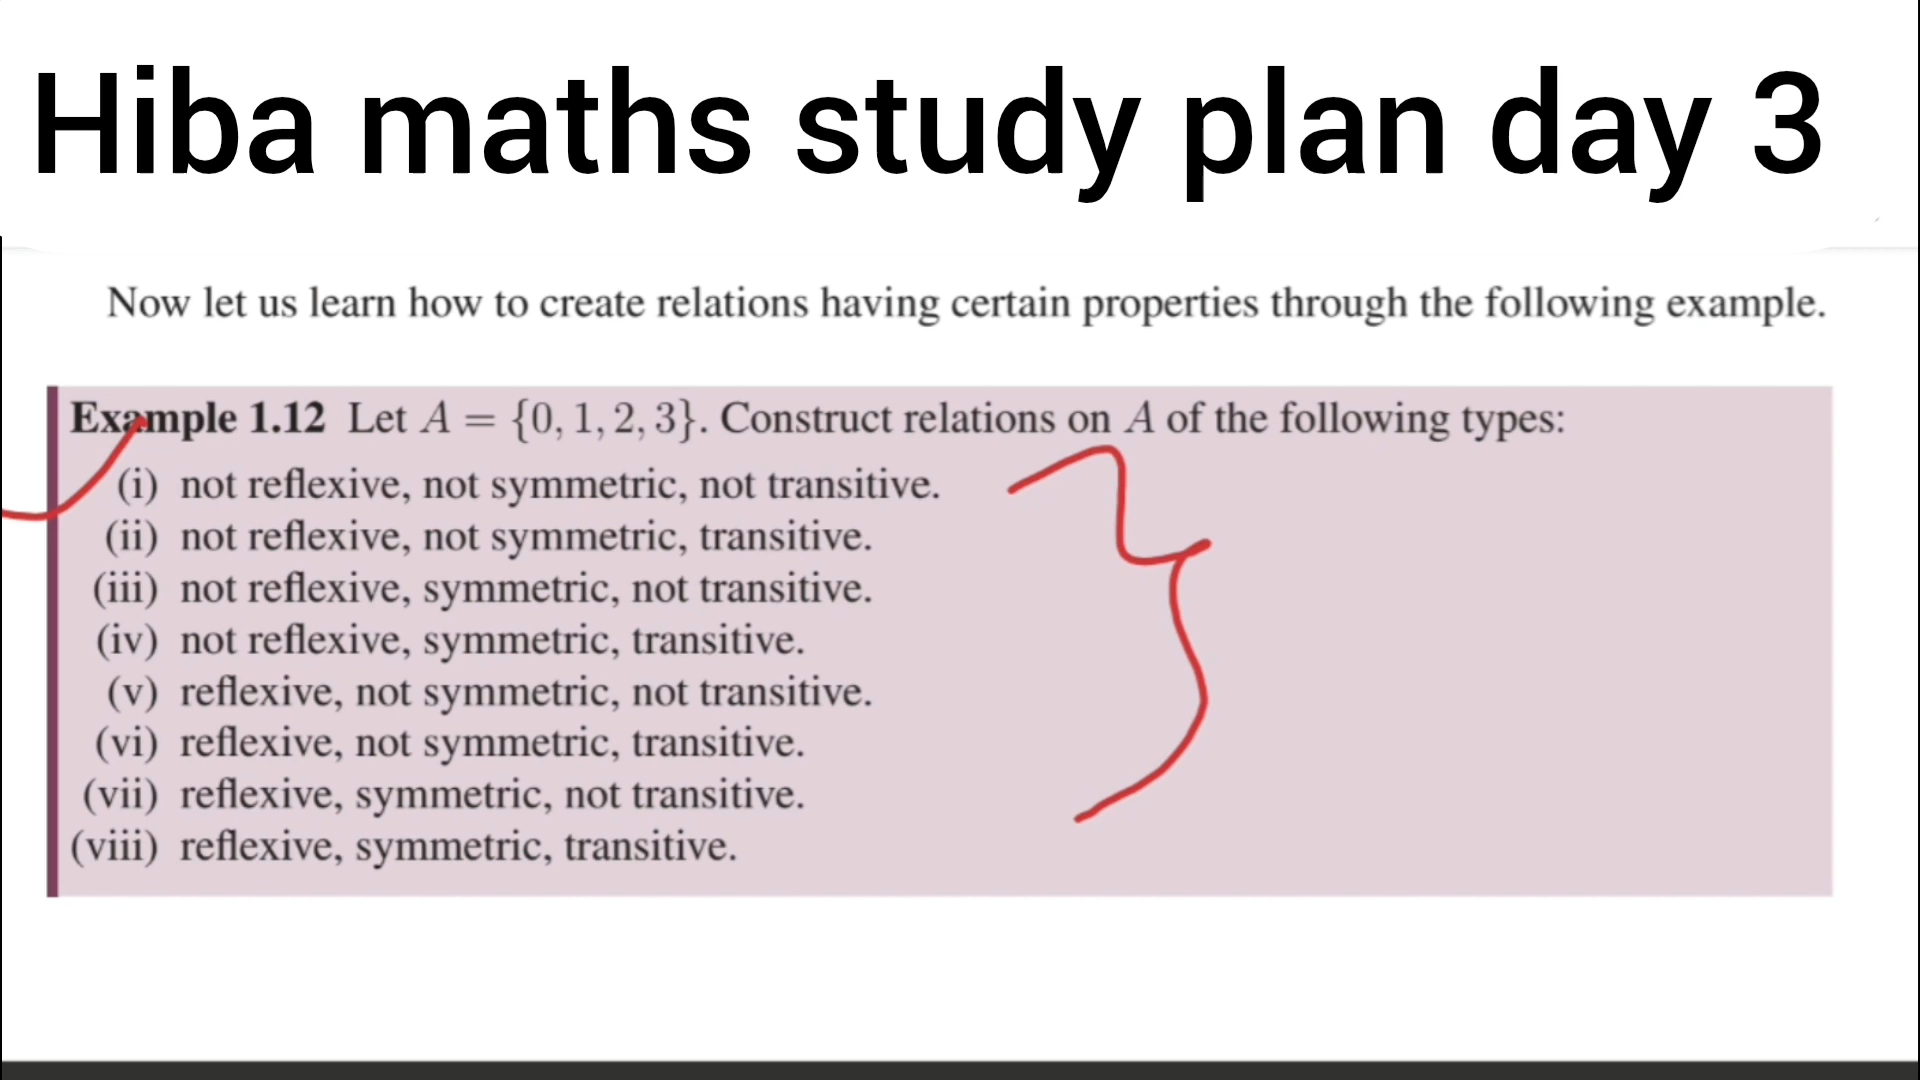 Hiba maths study plan day 3
Now let us learn how to create relations having certain properties through the following example.
Example 1.12 Let A = {0, 1, 2, 3}. Construct relations on A of the following types:
(i) not reflexive, not symmetric, not transitive.
(ii) not reflexive, not symmetric, transitive.
(iii) not reflexive, symmetric, not transitive.
(iv) not reflexive, symmetric, transitive.
(v) reflexive, not symmetric, not transitive.
(vi) reflexive, not symmetric, transitive.
(vii) reflexive, symmetric, not transitive.
(viii) reflexive, symmetric, transitive.